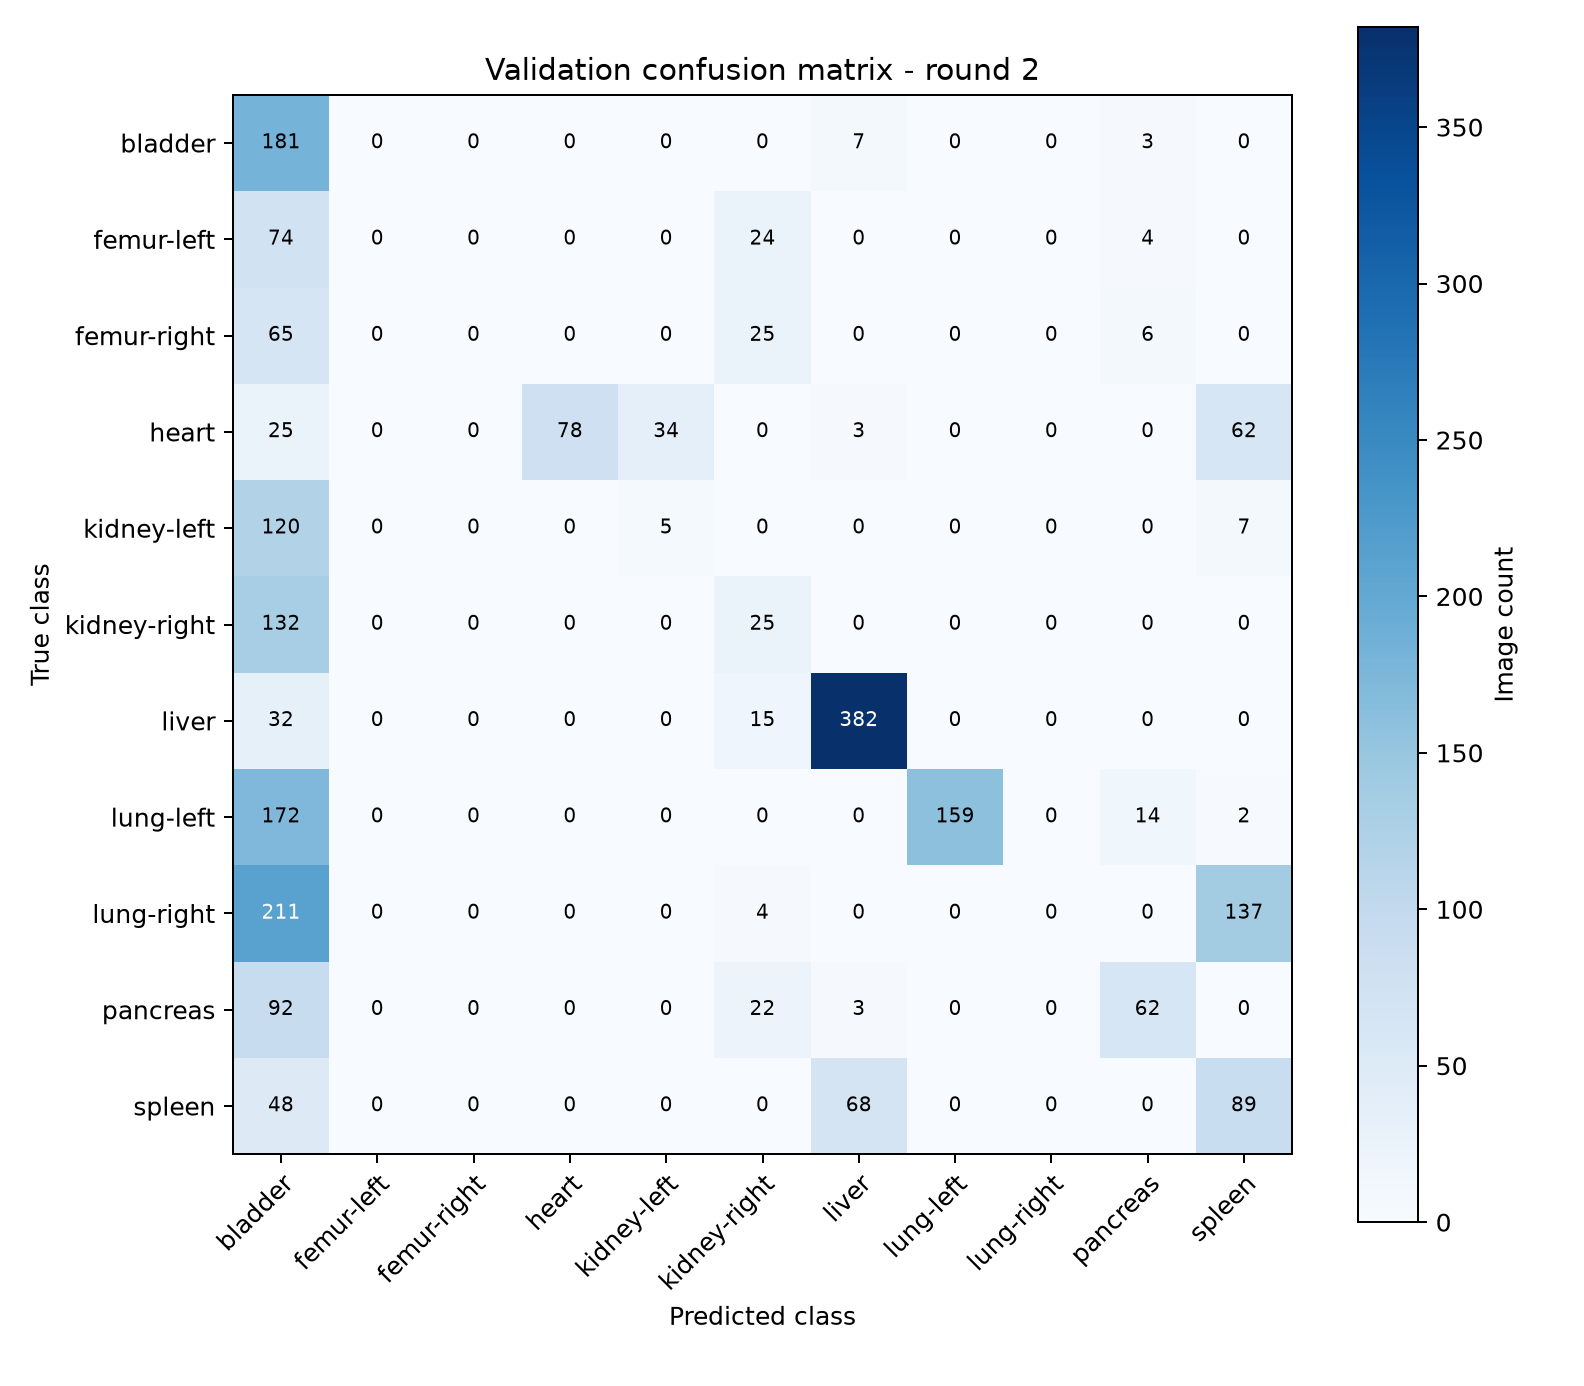 Validation confusion matrix - round 2
bladder 181 0 0 0 0 0 7 0 0 3 0
femur-left 74 0 0 0 0 24 0 0 0 4 0
femur-right 65 0 0 0 0 25 0 0 0 6 0
heart 25 0 0 78 34 0 3 0 0 0 62
kidney-left 120 0 0 0 5 0 0 0 0 0 7
kidney-right 132 0 0 0 0 25 0 0 0 0 0
liver 32 0 0 0 0 15 382 0 0 0 0
lung-left 172 0 0 0 0 0 0 159 0 14 2
lung-right 211 0 0 0 0 4 0 0 0 0 137
pancreas 92 0 0 0 0 22 3 0 0 62 0
spleen 48 0 0 0 0 0 68 0 0 0 89
True class
bladder femur-left femur-right heart kidney-left kidney-right liver lung-left lung-right pancreas spleen
Predicted class
350
300
250
200
150
100
50
0
Image count